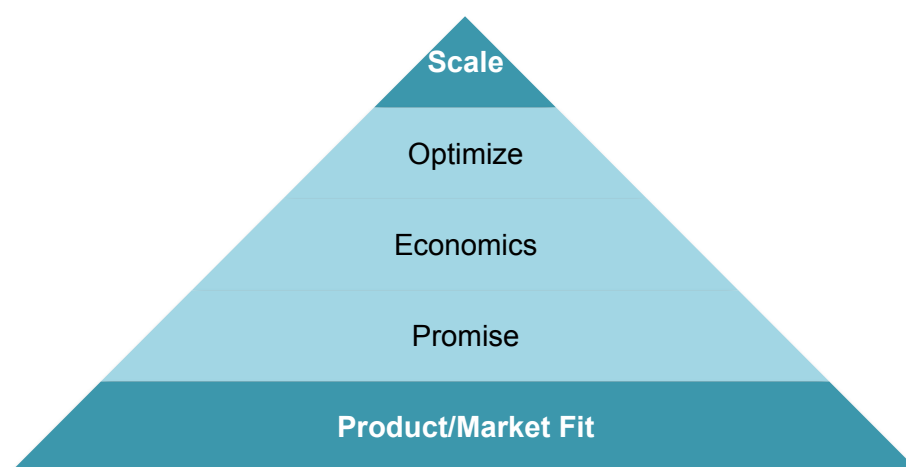 Scale
Optimize
Economics
Promise
Product/Market Fit